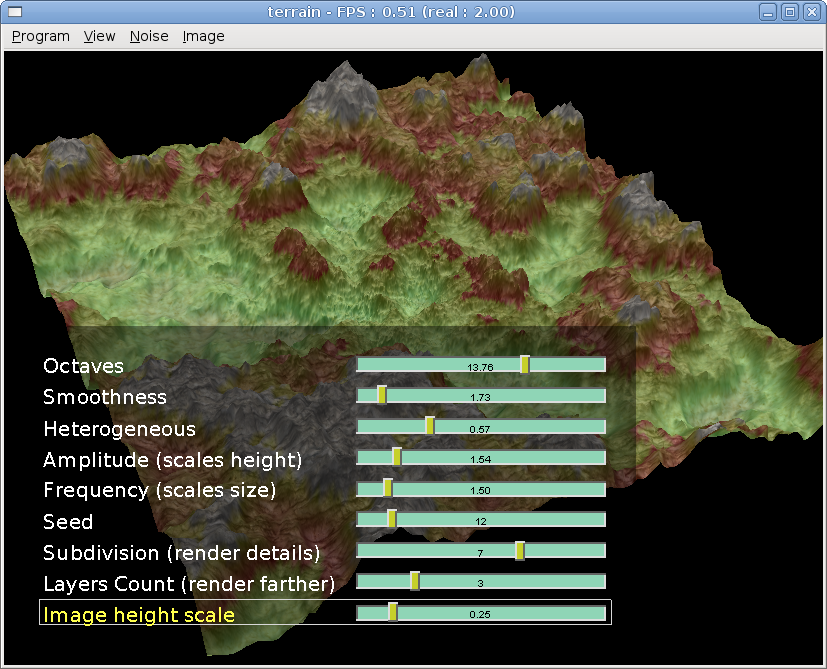 terrain - FPS : 0.51 (real : 2.00)
Program View Noise Image
Octaves 13.76
Smoothness 1.73
Heterogeneous 0.57
Amplitude (scales height) 1.54
Frequency (scales size) 1.50
Seed 12
Subdivision (render details) 7
Layers Count (render farther) 3
Image height scale 0.25